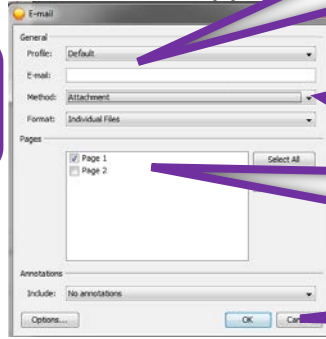 E-mail
General
Profile: Default
E-mail:
Method: Attachment
Format: Individual Files
Pages
Page 1
Page 2
Select All
Annotations
Include: No annotations
Options...
OK